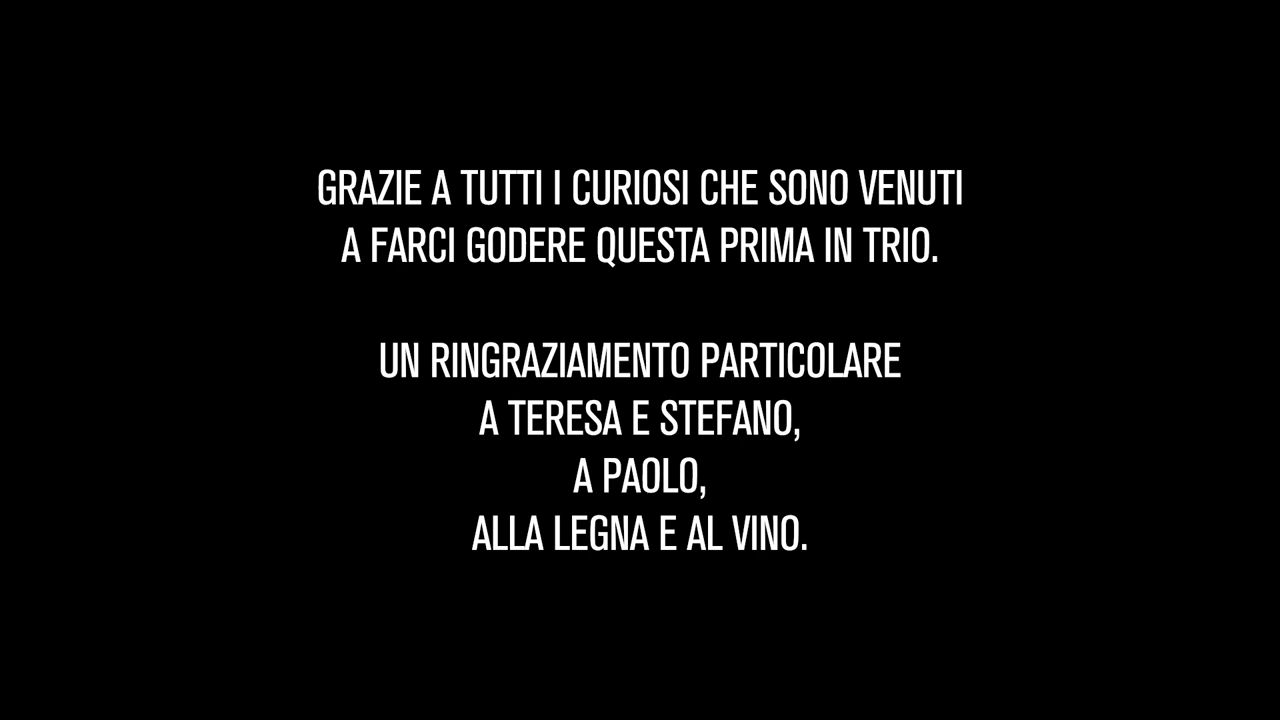 GRAZIE A TUTTI I CURIOSI CHE SONO VENUTI
A FARCI GODERE QUESTA PRIMA IN TRIO.
UN RINGRAZIAMENTO PARTICOLARE
A TERESA E STEFANO,
A PAOLO,
ALLA LEGNA E AL VINO.